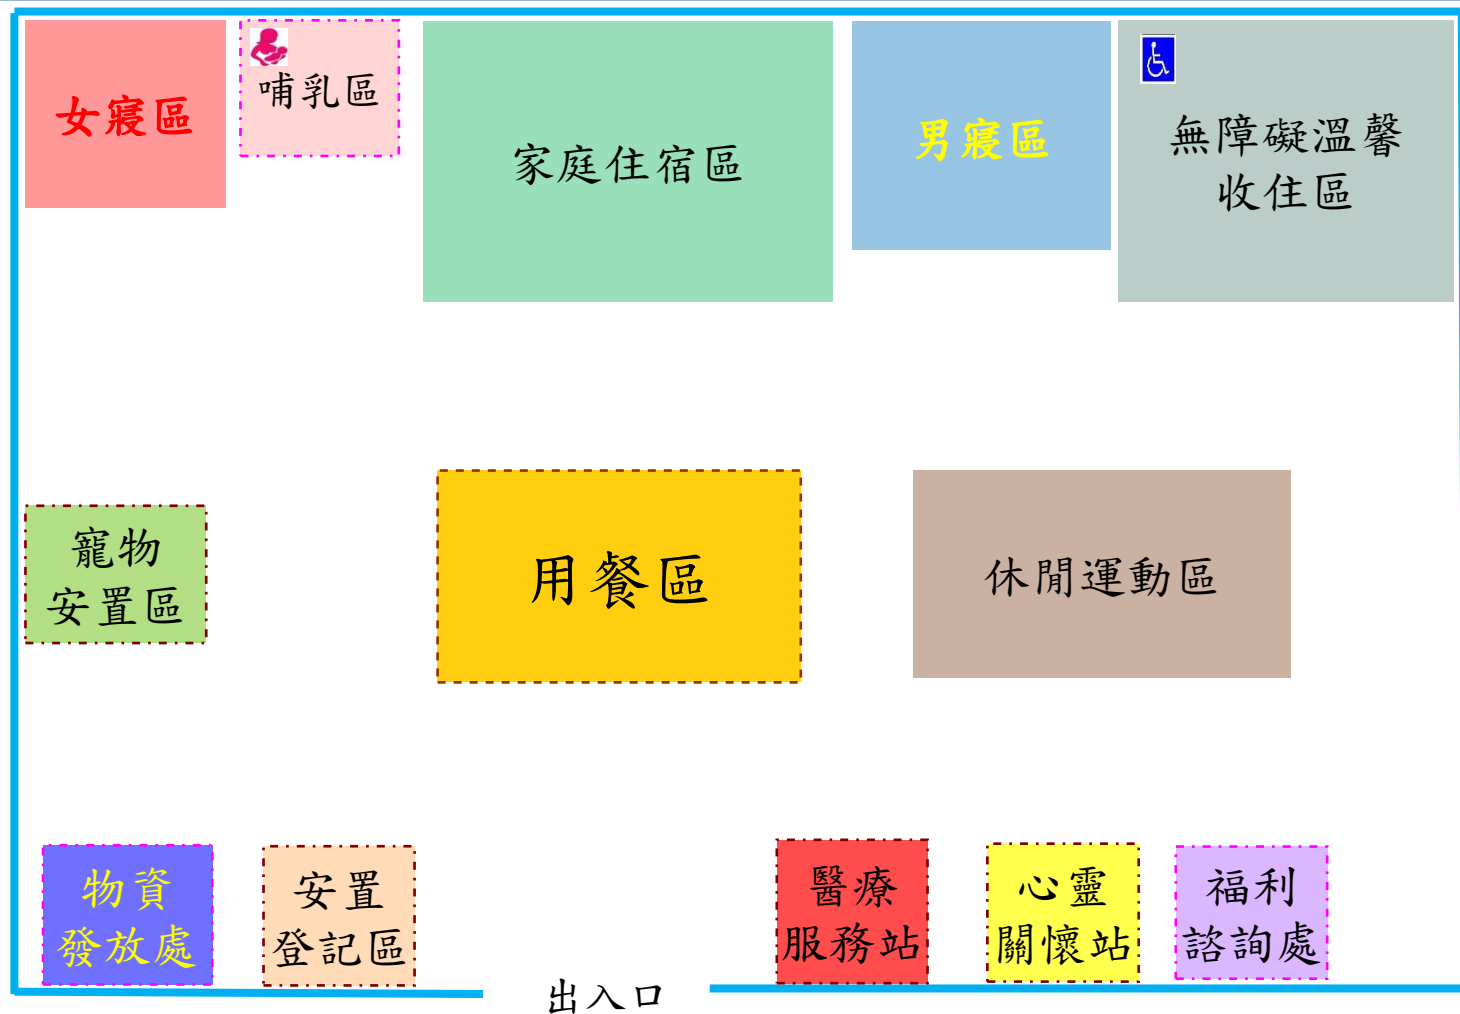 女寢區
哺乳區
家庭住宿區
男寢區
無障礙溫馨
收住區
寵物
安置區
用餐區
休閒運動區
物資
發放處
安置
登記區
醫療
服務站
心靈
關懷站
福利
諮詢處
出入口